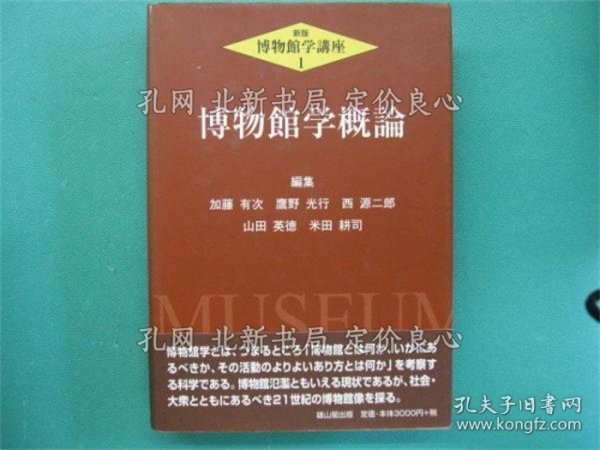 新版
博物館学講座
1
孔网 北新书局 定价良心
博物館学概論
編集
加藤 有次 鷹野 光行 西 源二郎
山田 英徳 米田 耕司
MUSEUM
孔网 北新书局 定价良心
博物館学とは、つまるところ「博物館とは何か、いかにあ
るべきか、その活動のよりよいあり方とは何か」を考察す
る科学である。博物館氾濫ともいえる現状であるが、社会・
大衆とともにあるべき21世紀の博物館像を探る。
雄山閣出版 定価・本体3000円+税
孔夫子旧书网
www.kongfz.com